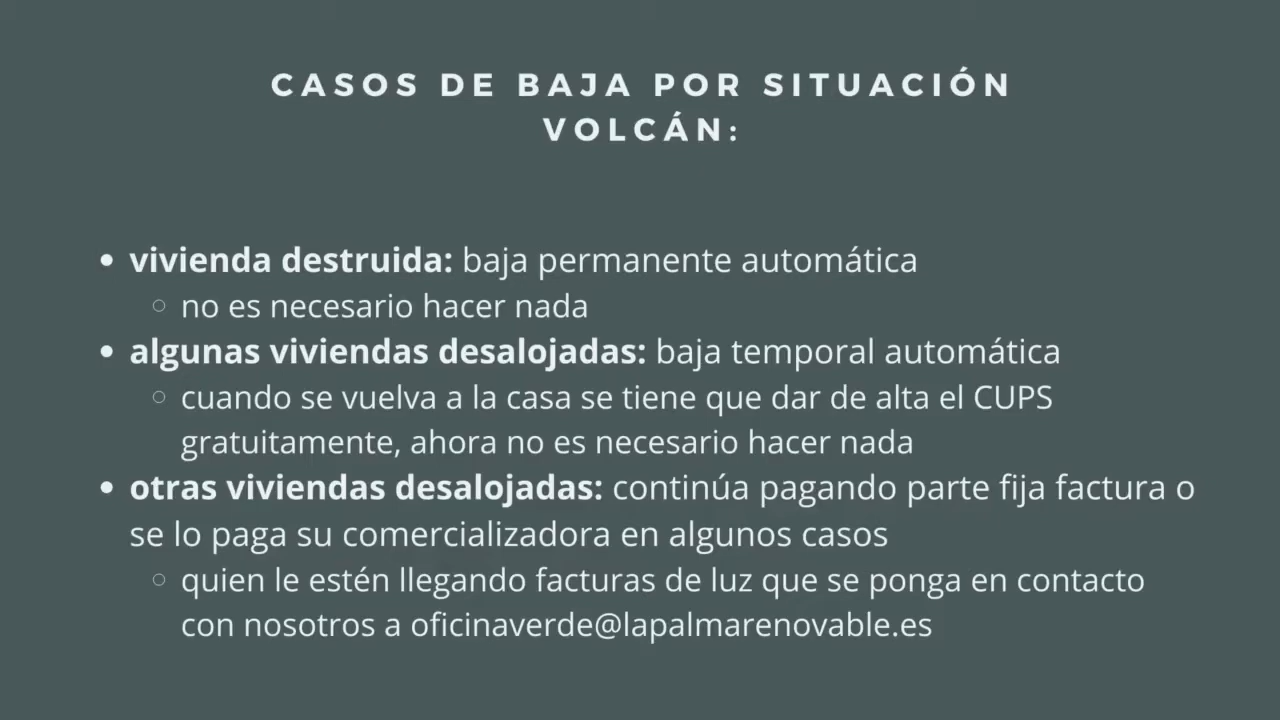 CASOS DE BAJA POR SITUACIÓN
VOLCÁN:
• vivienda destruida: baja permanente automática
○ no es necesario hacer nada
• algunas viviendas desalojadas: baja temporal automática
○ cuando se vuelva a la casa se tiene que dar de alta el CUPS
gratuitamente, ahora no es necesario hacer nada
• otras viviendas desalojadas: continúa pagando parte fija factura o
se lo paga su comercializadora en algunos casos
○ quien le estén llegando facturas de luz que se ponga en contacto
con nosotros a oficinaverde@lapalmarenovable.es